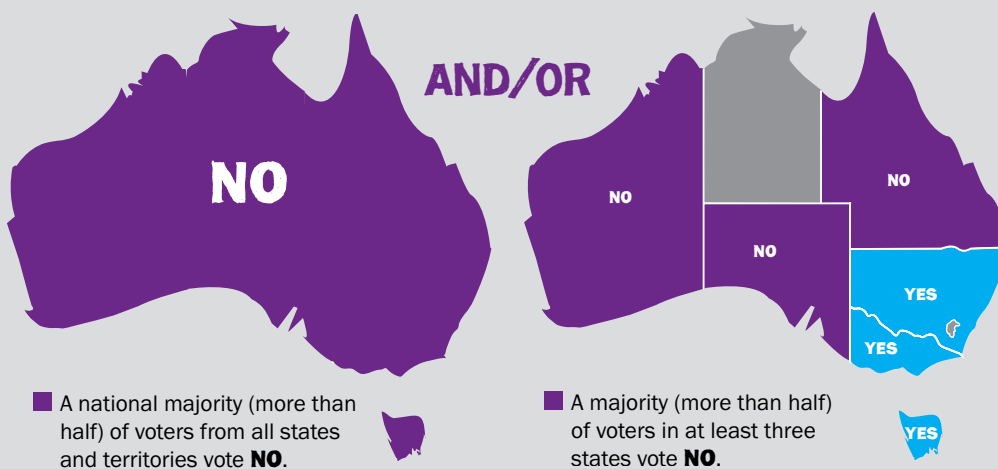 NO
A national majority (more than
half) of voters from all states
and territories vote NO.
AND/OR
NO
NO
NO
YES
YES
YES
A majority (more than half)
of voters in at least three
states vote NO.